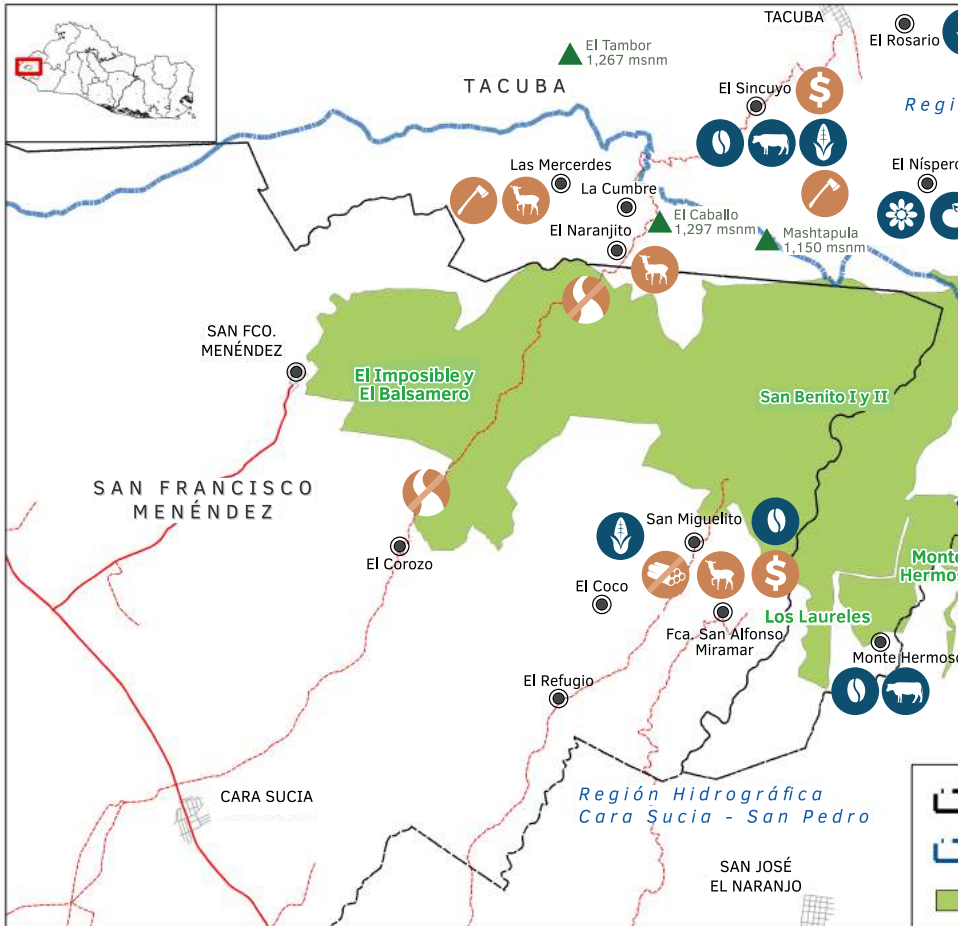 TACUBA
El Rosario
El Tambor
1,267 msnm
TACUBA
El Sincuyo
$
Regi
Las Mercerdes
La Cumbre
El Níspero
El Naranjito
El Caballo
1,297 msnm
Mashtapula
1,150 msnm
SAN FCO.
MENÉNDEZ
El Imposible y
El Balsamero
San Benito I y II
SAN FRANCISCO
MENÉNDEZ
San Miguelito
El Corozo
$
Monte
Hermos
El Coco
Los Laureles
Fca. San Alfonso
Miramar
Monte Hermoso
El Refugio
CARA SUCIA
Región Hidrográfica
Cara Sucia - San Pedro
SAN JOSÉ
EL NARANJO